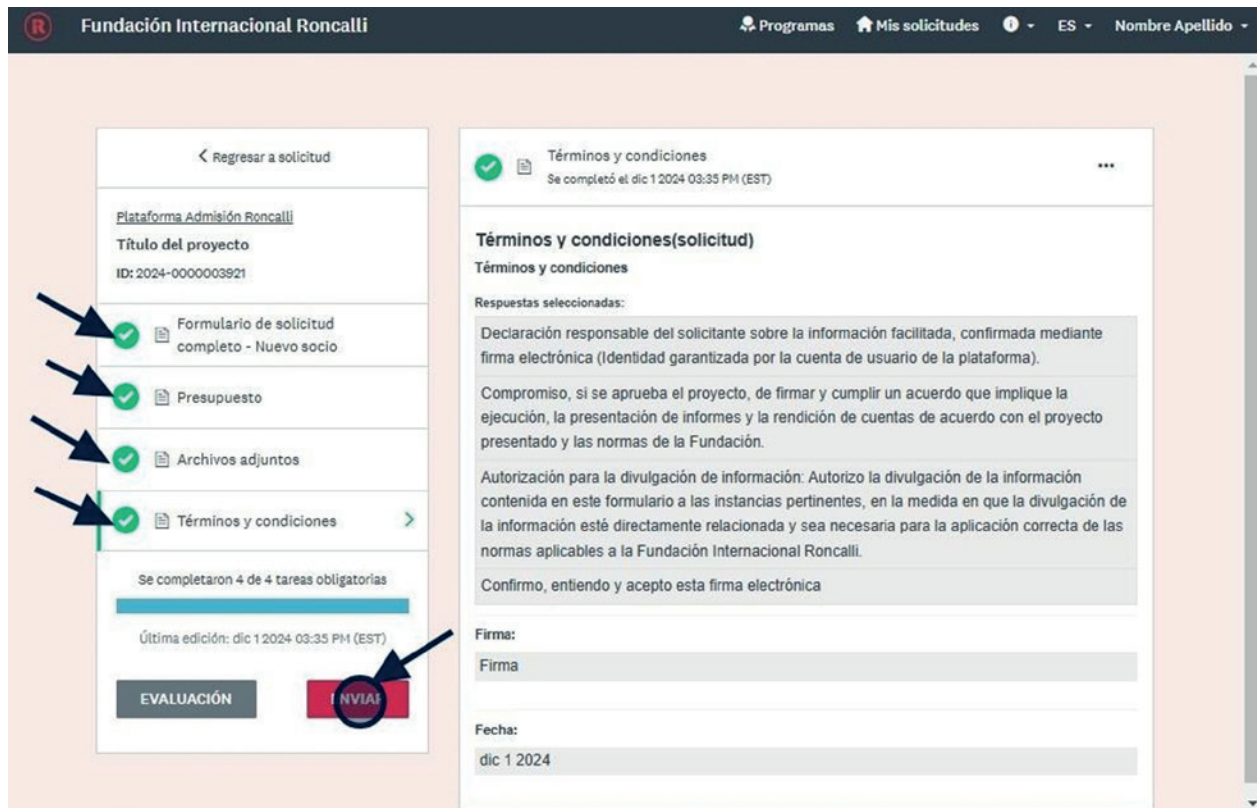 R Fundación Internacional Roncalli Programas Mis solicitudes ES Nombre Apellido
Regresar a solicitud
Plataforma Admisión Roncalli
Título del proyecto
ID: 2024-0000003921
Formulario de solicitud
completo - Nuevo socio
Presupuesto
Archivos adjuntos
Términos y condiciones
Se completaron 4 de 4 tareas obligatorias
Última edición: dic 1 2024 03:35 PM (EST)
EVALUACIÓN ENVIAR
Términos y condiciones
Se completó el dic 1 2024 03:35 PM (EST)
Términos y condiciones(solicitud)
Términos y condiciones
Respuestas seleccionadas:
Declaración responsable del solicitante sobre la información facilitada, confirmada mediante
firma electrónica (Identidad garantizada por la cuenta de usuario de la plataforma).
Compromiso, si se aprueba el proyecto, de firmar y cumplir un acuerdo que implique la
ejecución, la presentación de informes y la rendición de cuentas de acuerdo con el proyecto
presentado y las normas de la Fundación.
Autorización para la divulgación de información: Autorizo la divulgación de la información
contenida en este formulario a las instancias pertinentes, en la medida en que la divulgación de
la información esté directamente relacionada y sea necesaria para la aplicación correcta de las
normas aplicables a la Fundación Internacional Roncalli.
Confirmo, entiendo y acepto esta firma electrónica
Firma:
Firma
Fecha:
dic 1 2024